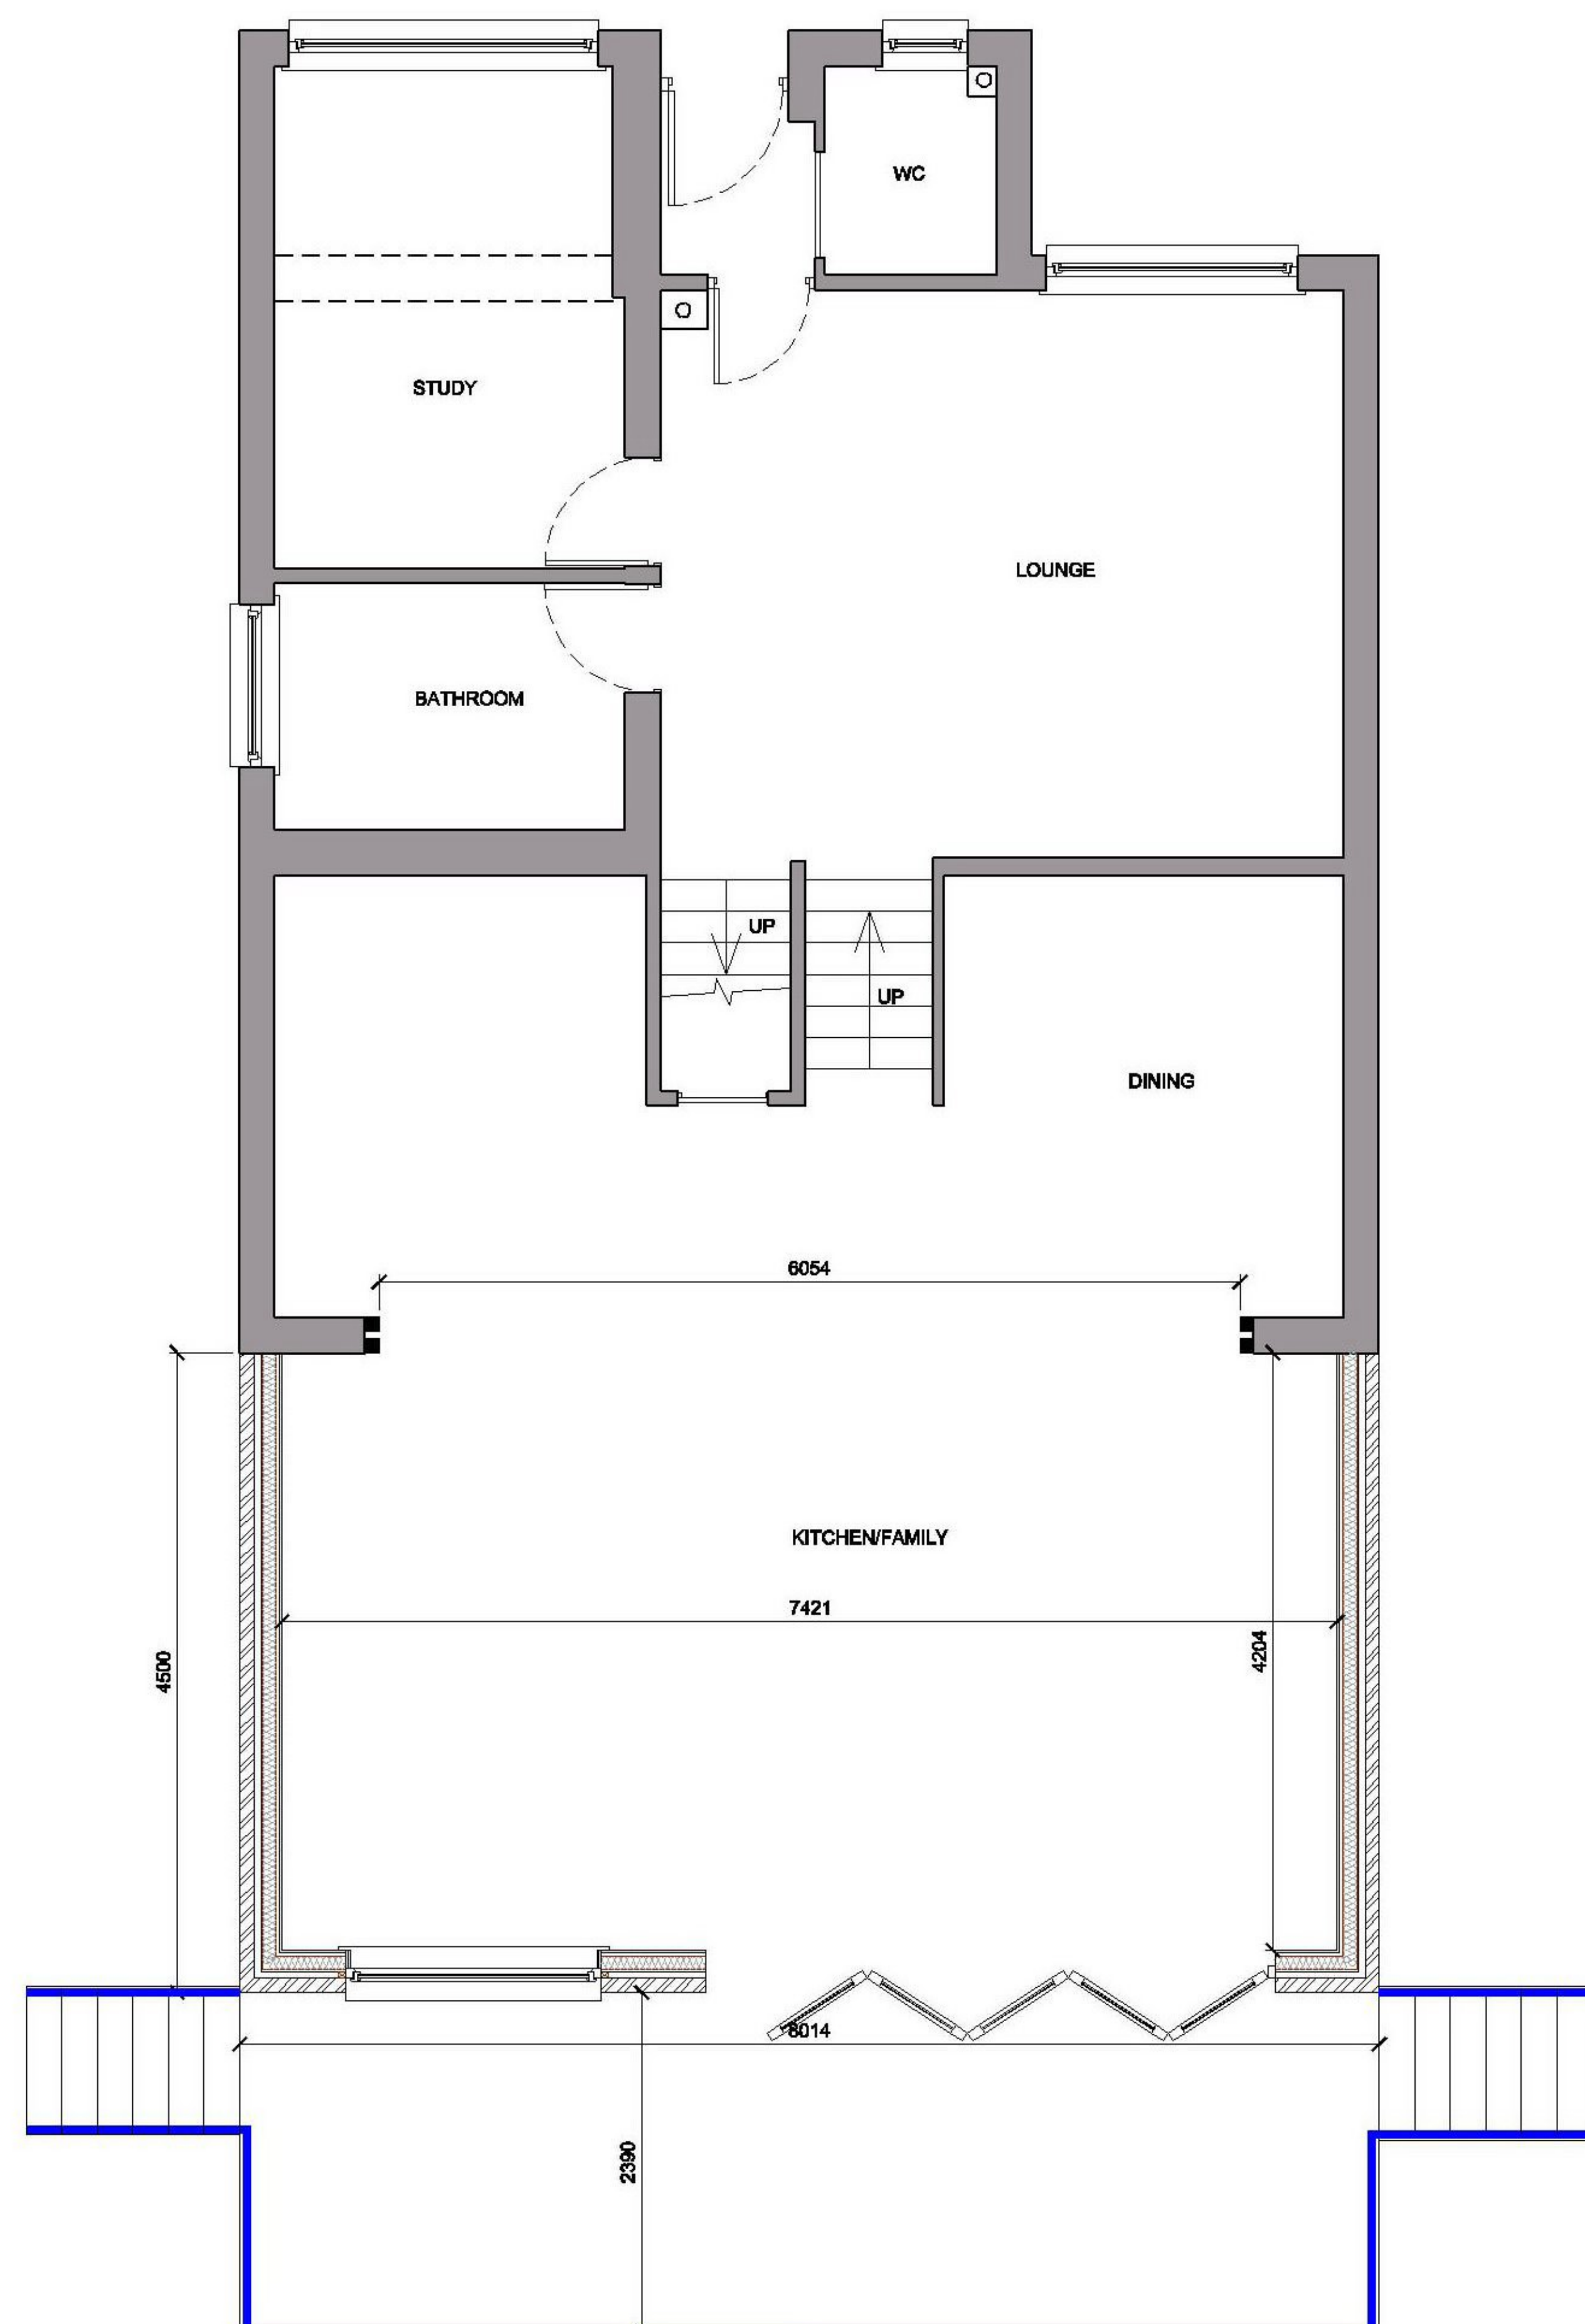 WC
STUDY
LOUNGE
BATHROOM
UP
UP
DINING
6054
KITCHEN/FAMILY
7421
4204
4500
8014
2390